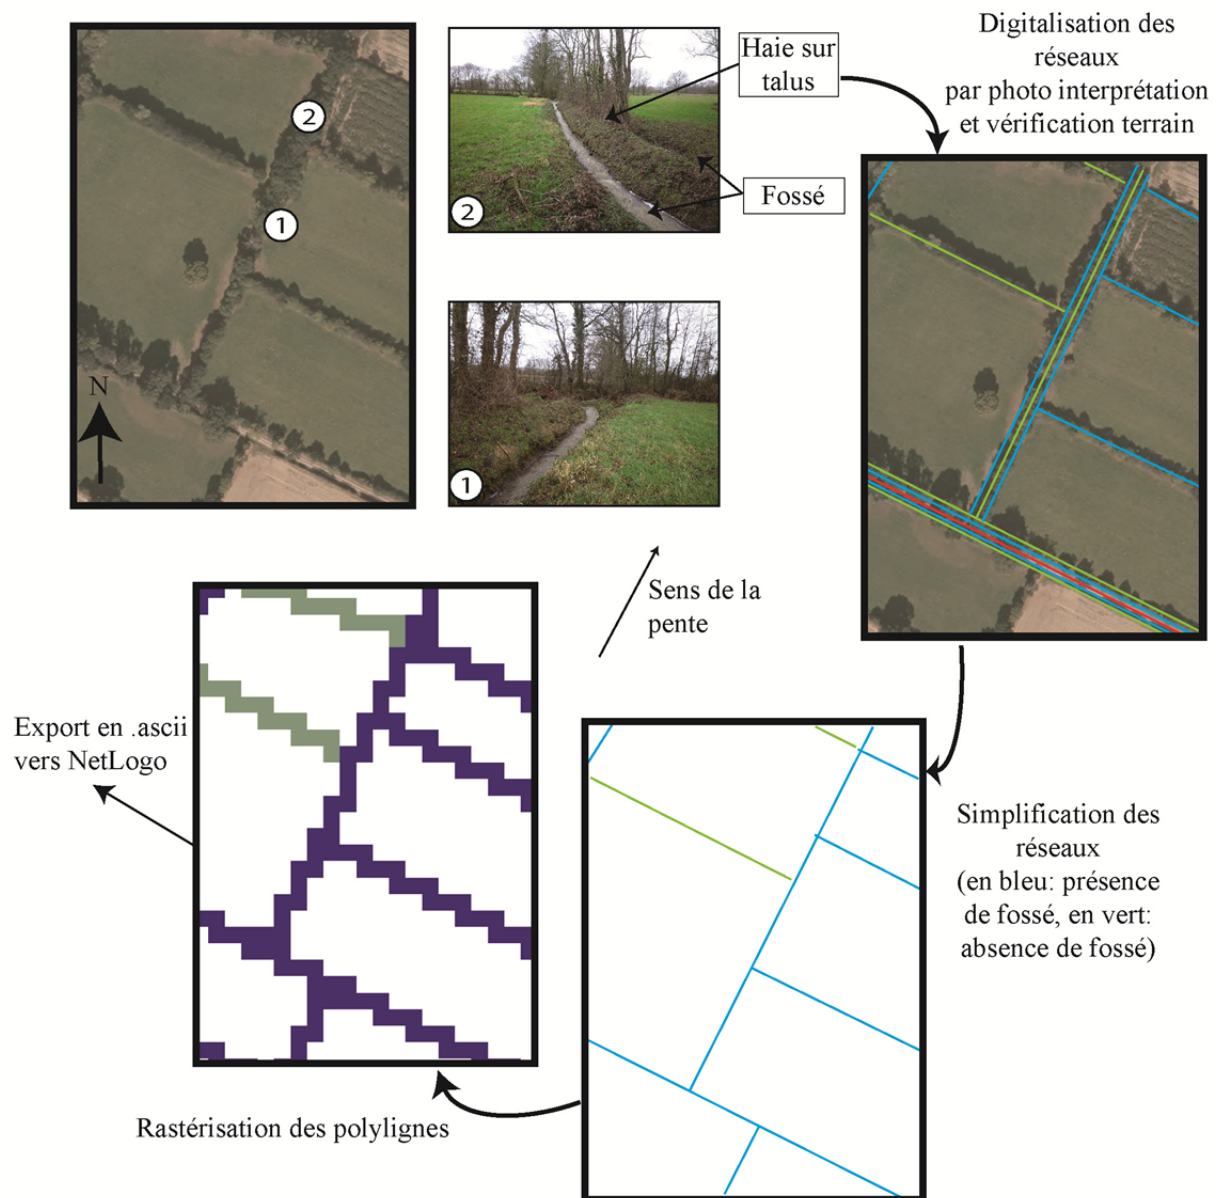 Digitalisation des
réseaux
par photo interprétation
et vérification terrain
Haie sur
talus
Fossé
2
1
2
1
N
Sens de la
pente
Export en .ascii
vers NetLogo
Simplification des
réseaux
(en bleu: présence
de fossé, en vert:
absence de fossé)
Rastérisation des polylignes